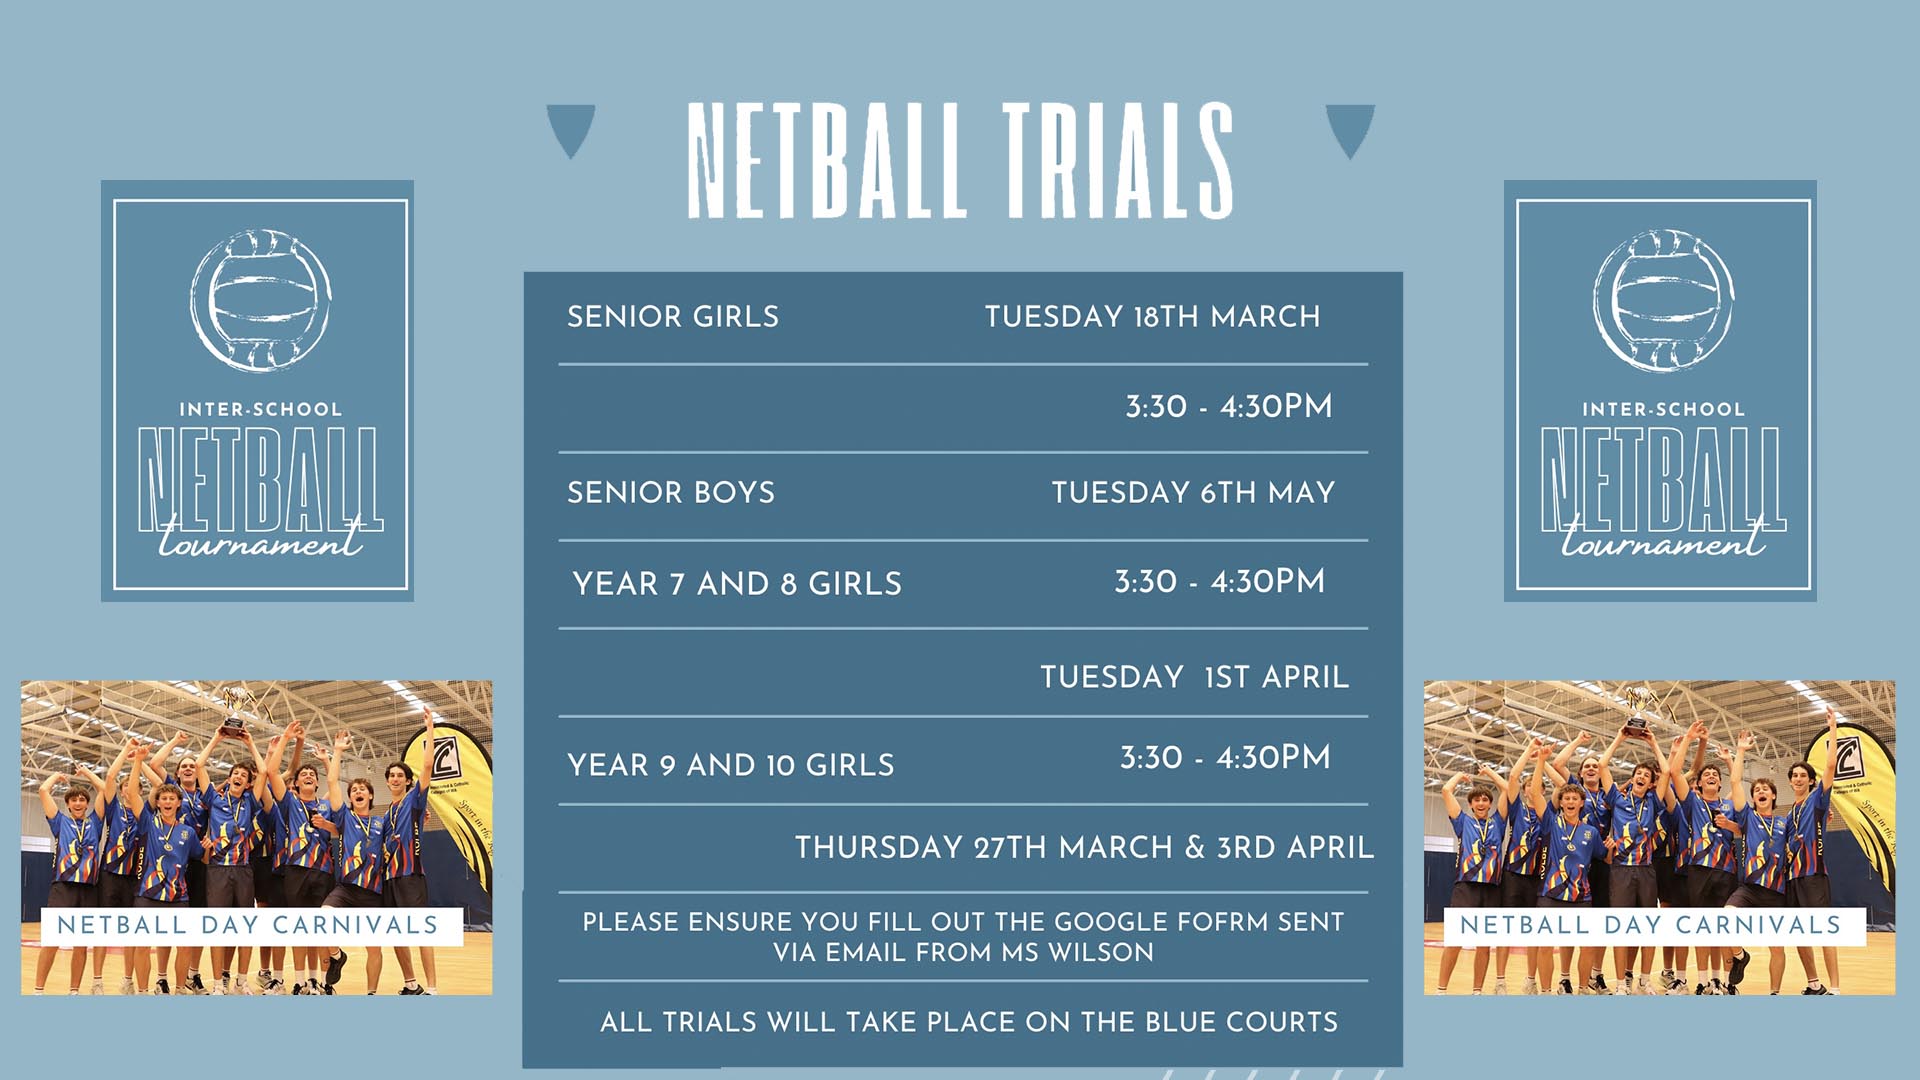 NETBALL TRIALS
INTER-SCHOOL
NETBALL
tournament
NETBALL DAY CARNIVALS
SENIOR GIRLS TUESDAY 18TH MARCH
3:30 - 4:30PM
SENIOR BOYS TUESDAY 6TH MAY
YEAR 7 AND 8 GIRLS 3:30 - 4:30PM
TUESDAY 1ST APRIL
YEAR 9 AND 10 GIRLS 3:30 - 4:30PM
THURSDAY 27TH MARCH & 3RD APRIL
PLEASE ENSURE YOU FILL OUT THE GOOGLE FOFRM SENT
VIA EMAIL FROM MS WILSON
ALL TRIALS WILL TAKE PLACE ON THE BLUE COURTS
INTER-SCHOOL
NETBALL
tournament
NETBALL DAY CARNIVALS